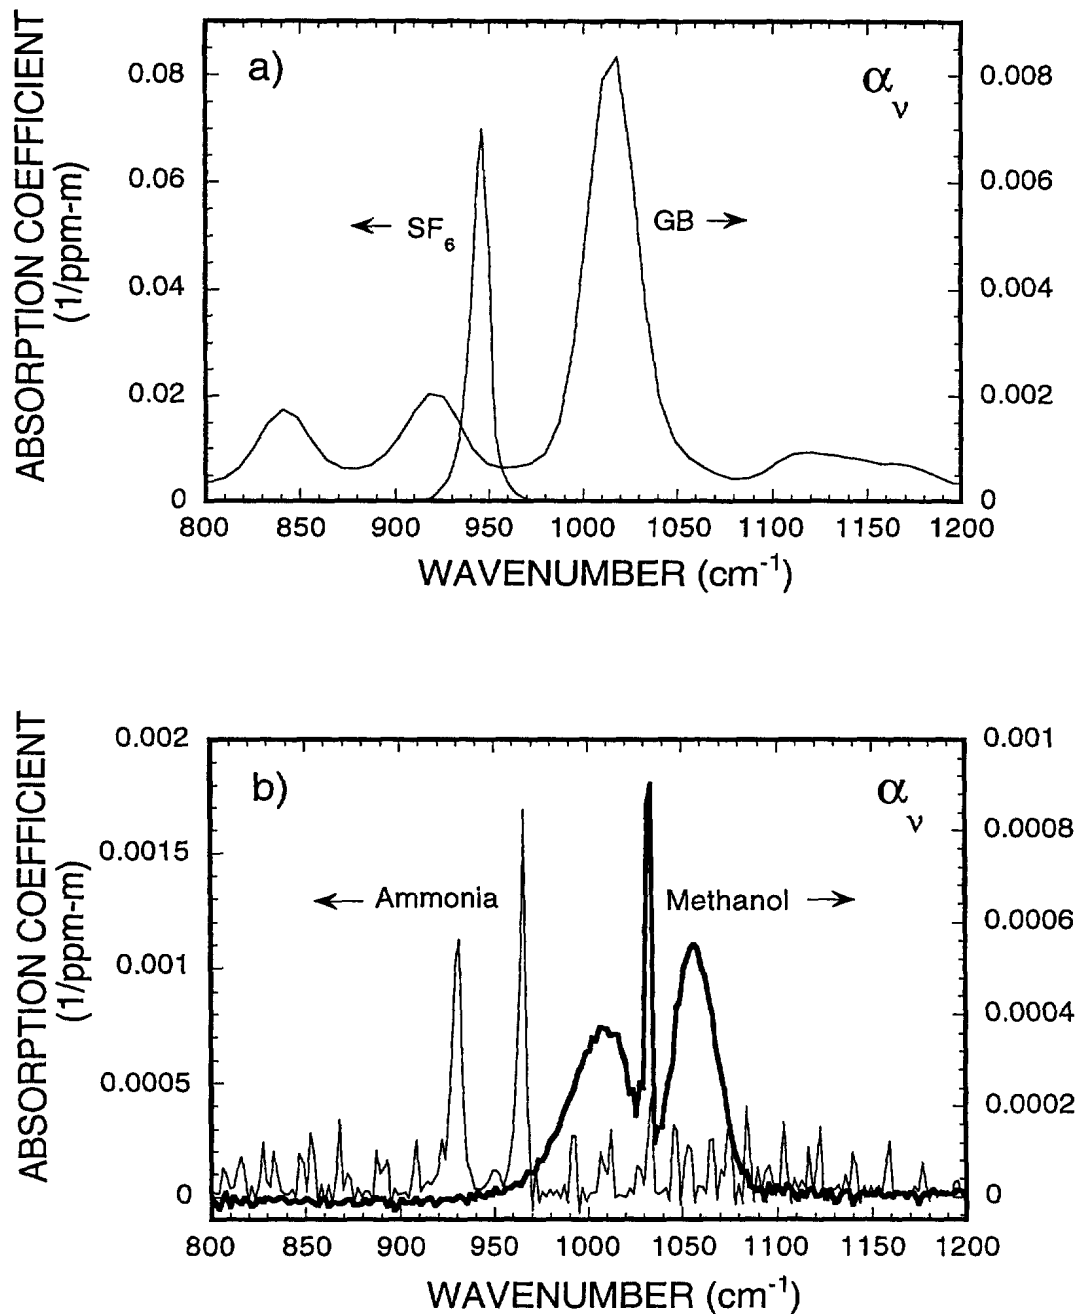 a)
α_ν
ABSORPTION COEFFICIENT
(1/ppm-m)
0.08
0.06
0.04
0.02
0
0.008
0.006
0.004
0.002
0
← SF₆
GB →
800 850 900 950 1000 1050 1100 1150 1200
WAVENUMBER (cm⁻¹)
b)
α_ν
ABSORPTION COEFFICIENT
(1/ppm-m)
0.002
0.0015
0.001
0.0005
0
0.001
0.0008
0.0006
0.0004
0.0002
0
← Ammonia
Methanol →
800 850 900 950 1000 1050 1100 1150 1200
WAVENUMBER (cm⁻¹)